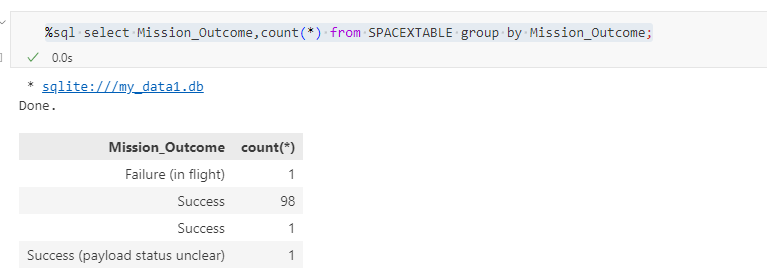 %sql select Mission_Outcome,count(*) from SPACEXTABLE group by Mission_Outcome;
0.0s
* sqlite:///my_data1.db
Done.
Mission_Outcome count(*)
Failure (in flight) 1
Success 98
Success 1
Success (payload status unclear) 1